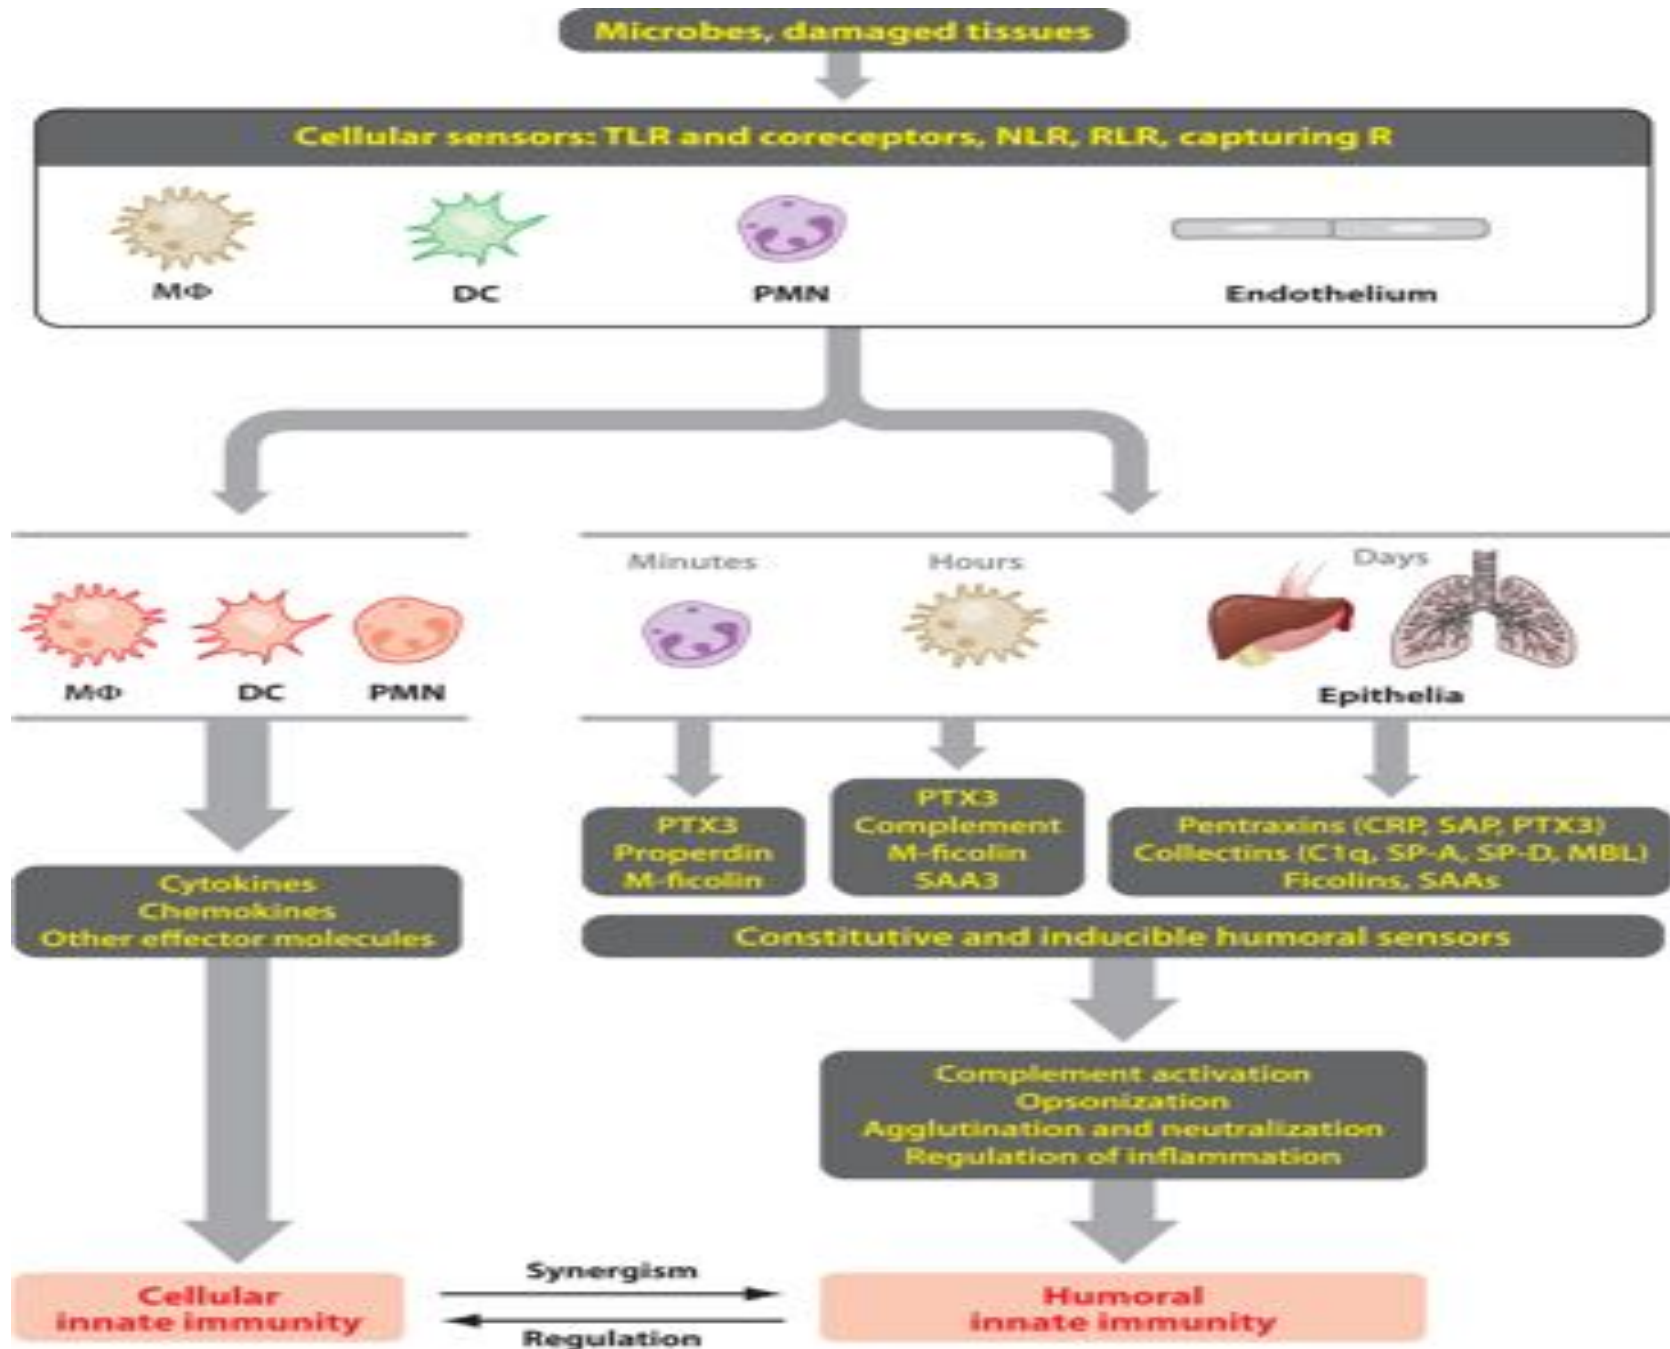 Microbes, damaged tissues
Cellular sensors: TLR and coreceptors, NLR, RLR, capturing R
MΦ
DC
PMN
Endothelium
Minutes
Hours
Days
MΦ
DC
PMN
Epithelia
PTX3
Properdin
M-ficolin
PTX3
Complement
M-ficolin
SAA3
Pentraxins (CRP, SAP, PTX3)
Collectins (C1q, SP-A, SP-D, MBL)
Ficolins, SAAs
Cytokines
Chemokines
Other effector molecules
Constitutive and inducible humoral sensors
Complement activation
Opsonization
Agglutination and neutralization
Regulation of inflammation
Cellular
innate immunity
Synergism
Regulation
Humoral
innate immunity